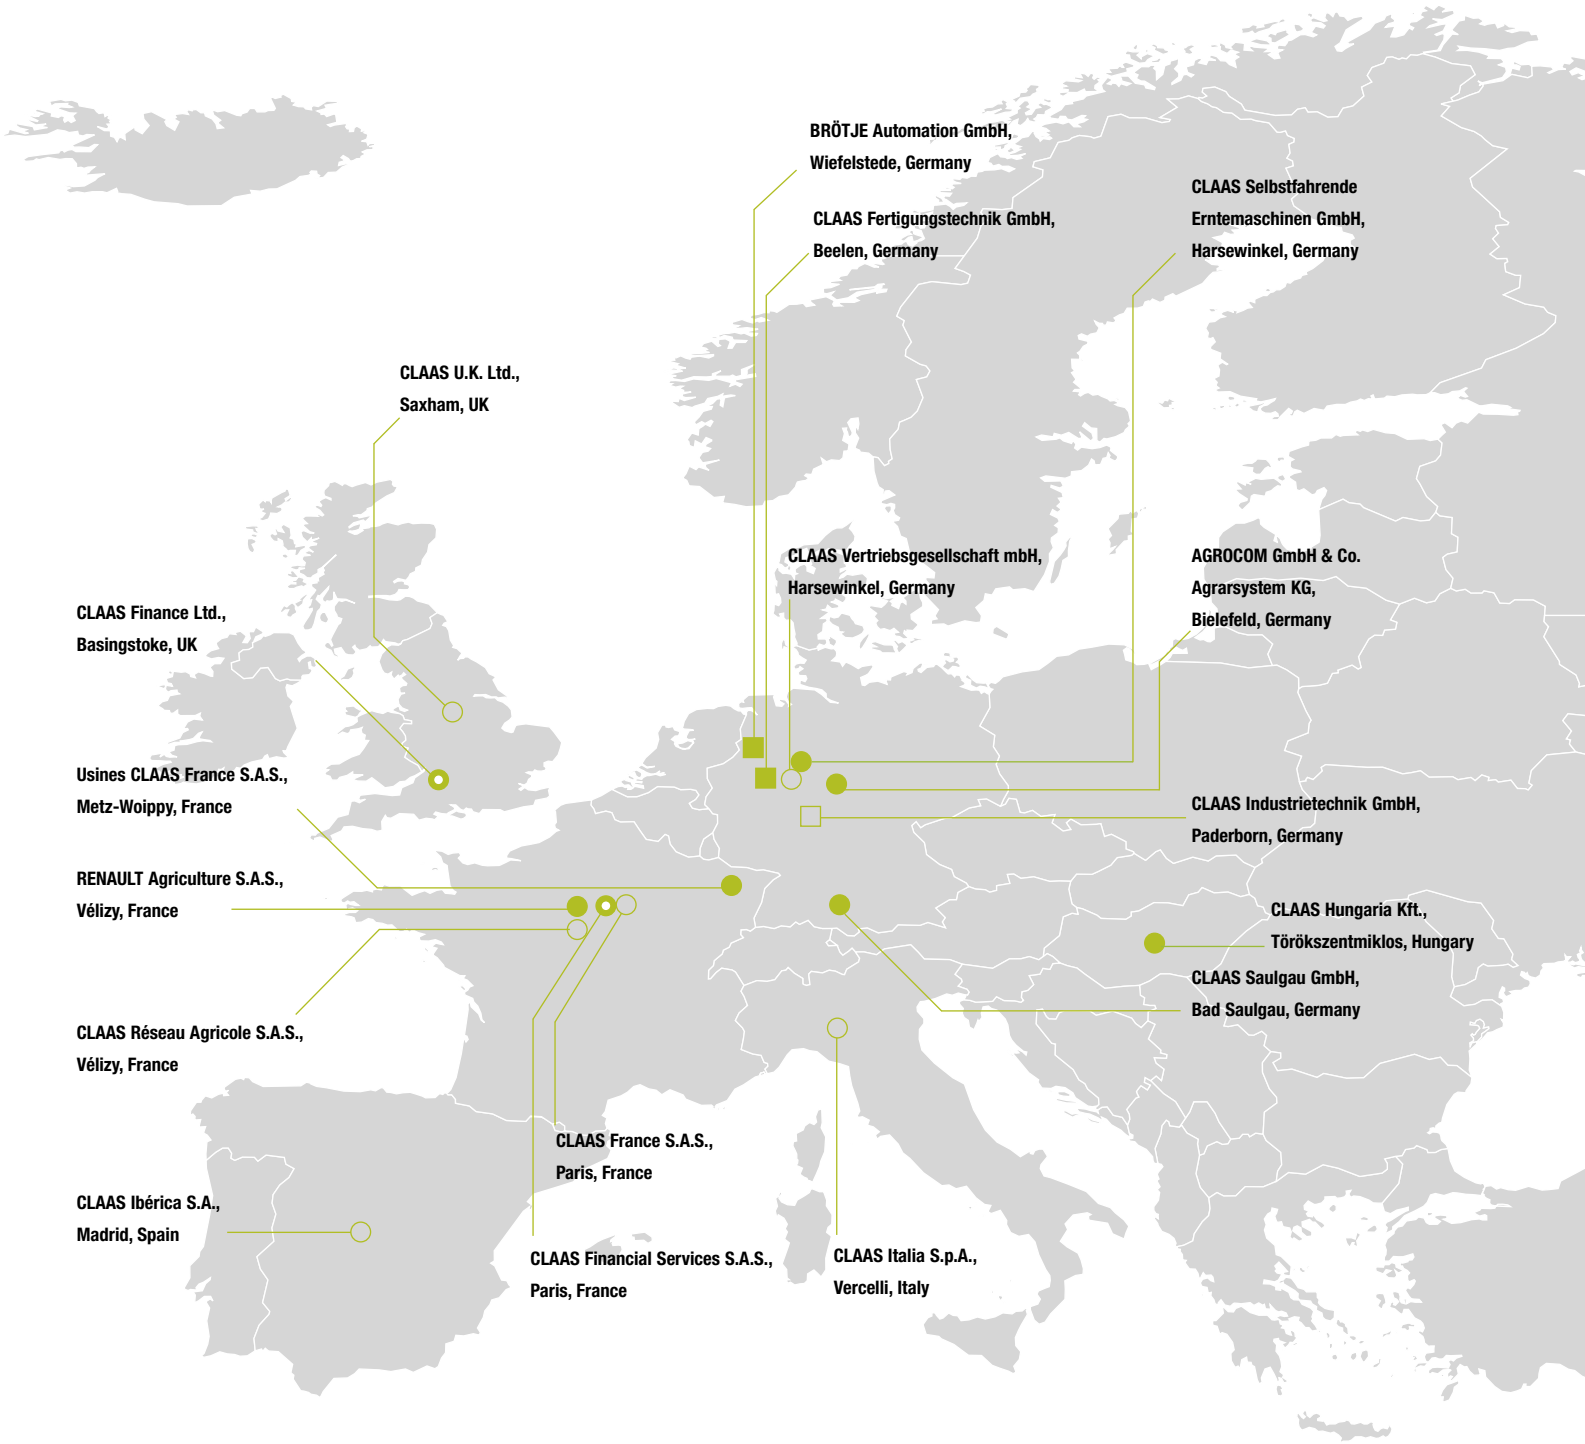 BRÖTJE Automation GmbH,
Wiefelstede, Germany
CLAAS Selbstfahrende
Erntemaschinen GmbH,
Harsewinkel, Germany
CLAAS Fertigungstechnik GmbH,
Beelen, Germany
CLAAS U.K. Ltd.,
Saxham, UK
CLAAS Vertriebsgesellschaft mbH,
Harsewinkel, Germany
AGROCOM GmbH & Co.
Agrarsystem KG,
Bielefeld, Germany
CLAAS Finance Ltd.,
Basingstoke, UK
Usines CLAAS France S.A.S.,
Metz-Woippy, France
CLAAS Industrietechnik GmbH,
Paderborn, Germany
RENAULT Agriculture S.A.S.,
Vélizy, France
CLAAS Hungaria Kft.,
Törökszentmiklos, Hungary
CLAAS Saulgau GmbH,
Bad Saulgau, Germany
CLAAS Réseau Agricole S.A.S.,
Vélizy, France
CLAAS France S.A.S.,
Paris, France
CLAAS Ibérica S.A.,
Madrid, Spain
CLAAS Financial Services S.A.S.,
Paris, France
CLAAS Italia S.p.A.,
Vercelli, Italy